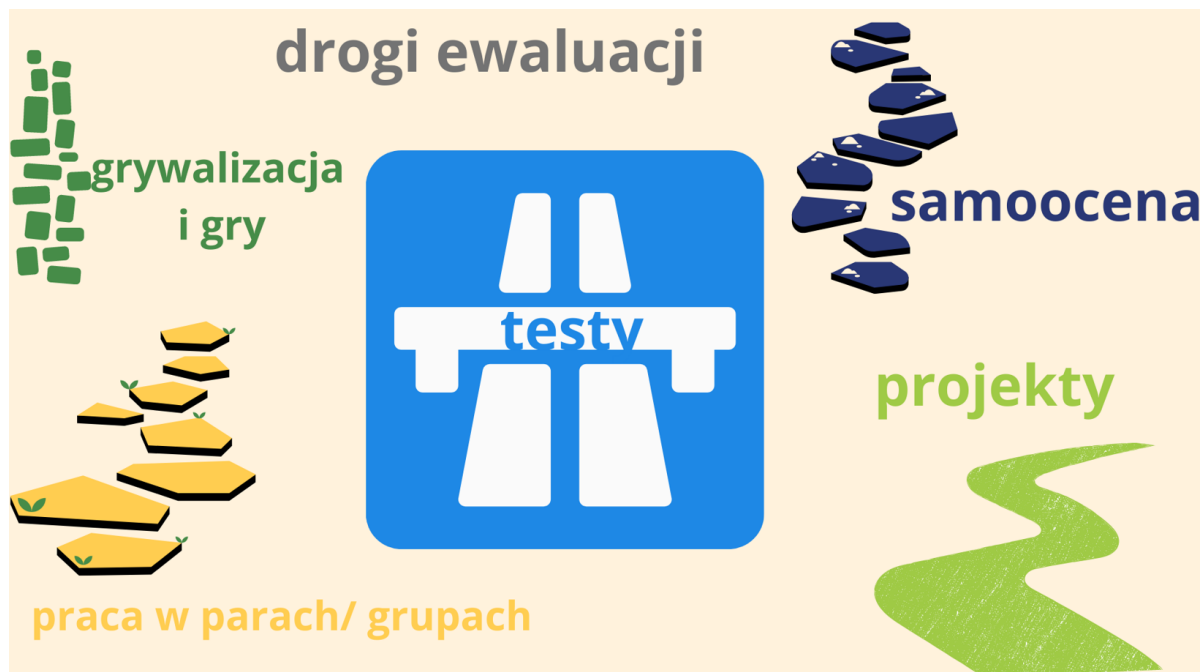 drogi ewaluacji
grywalizacja
i gry
samoocena
testy
projekty
praca w parach/ grupach